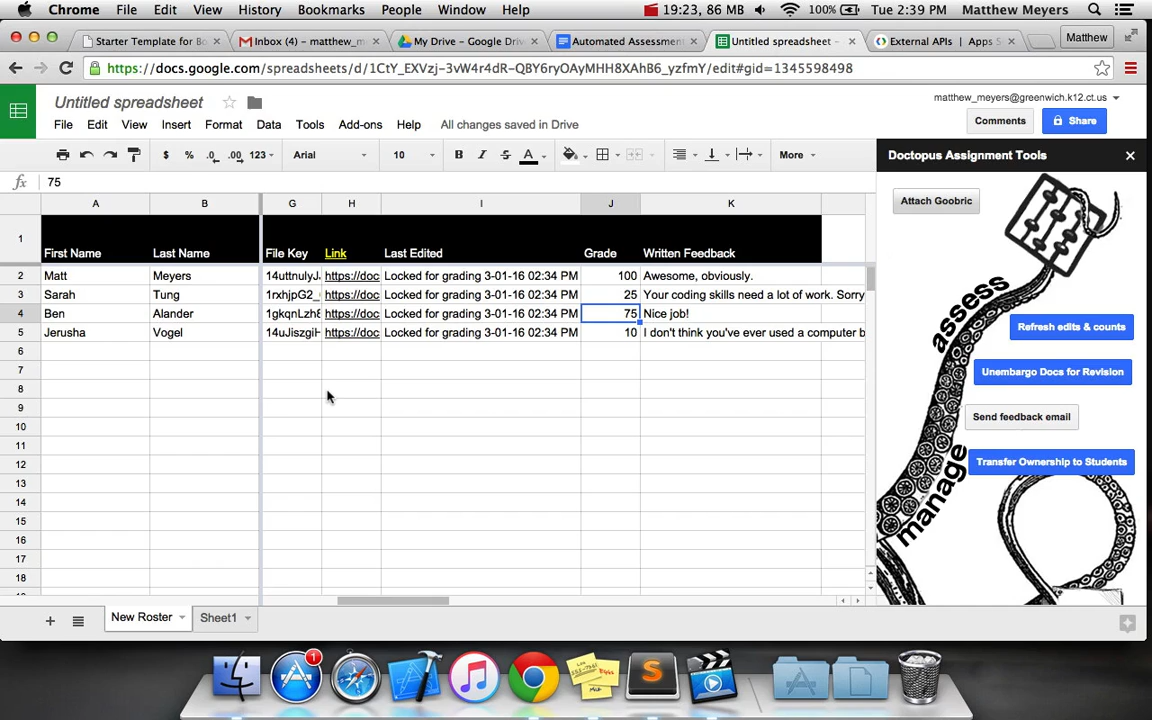 Chrome File Edit View History Bookmarks People Window Help 19:23, 86 MB 100% Tue 2:39 PM Matthew Meyers
Starter Template for Bo Inbox (4) – matthew_m My Drive – Google Driv Automated Assessment Untitled spreadsheet – External APIs | Apps S Matthew
https://docs.google.com/spreadsheets/d/1CtY_EXVzj-3vW4r4dR-QBY6ryOAyMHH8XAhB6_yzfmY/edit#gid=1345598498
Untitled spreadsheet
matthew_meyers@greenwich.k12.ct.us
File Edit View Insert Format Data Tools Add-ons Help All changes saved in Drive
Comments Share
$ % .0 .00 123 Arial 10 B I S A More
Doctopus Assignment Tools
fx 75
A B G H I J K
Attach Goobric
1 First Name Last Name File Key Link Last Edited Grade Written Feedback
2 Matt Meyers 14uttnulyJ https://doc Locked for grading 3-01-16 02:34 PM 100 Awesome, obviously.
3 Sarah Tung 1rxhjpG2_ https://doc Locked for grading 3-01-16 02:34 PM 25 Your coding skills need a lot of work. Sorry
4 Ben Alander 1gkqnLzh8 https://doc Locked for grading 3-01-16 02:34 PM 75 Nice job!
5 Jerusha Vogel 14uJiszgiH https://doc Locked for grading 3-01-16 02:34 PM 10 I don't think you've ever used a computer b
6
7
8
9
10
11
12
13
14
15
16
17
18
assess
Refresh edits & counts
Unembargo Docs for Revision
Send feedback email
manage
Transfer Ownership to Students
New Roster Sheet1
1
S